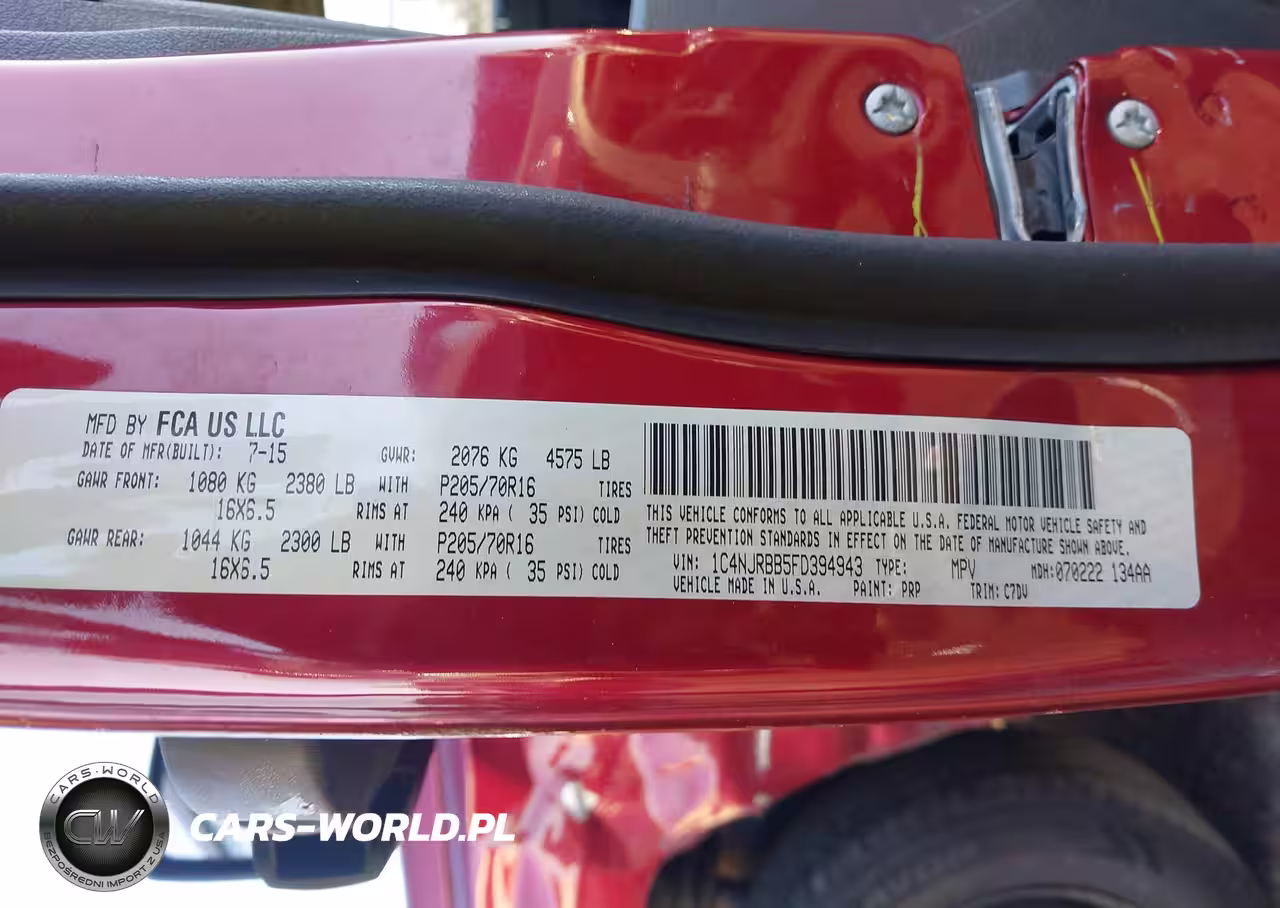 MFD BY FCA US LLC
DATE OF MFR(BUILT): 7-15 GVWR: 2076 KG 4575 LB
GAWR FRONT: 1080 KG 2380 LB WITH P205/70R16 TIRES
16X6.5 RIMS AT 240 KPA ( 35 PSI) COLD
GAWR REAR: 1044 KG 2300 LB WITH P205/70R16 TIRES
16X6.5 RIMS AT 240 KPA ( 35 PSI) COLD
THIS VEHICLE CONFORMS TO ALL APPLICABLE U.S.A. FEDERAL MOTOR VEHICLE SAFETY AND
THEFT PREVENTION STANDARDS IN EFFECT ON THE DATE OF MANUFACTURE SHOWN ABOVE.
VIN: 1C4NJRBB5FD394943 TYPE: MPV MDH:070222 134AA
VEHICLE MADE IN U.S.A. PAINT: PRP TRIM: C7DV
CARS-WORLD
CW
BEZPOŚREDNI IMPORT Z USA
CARS-WORLD.PL